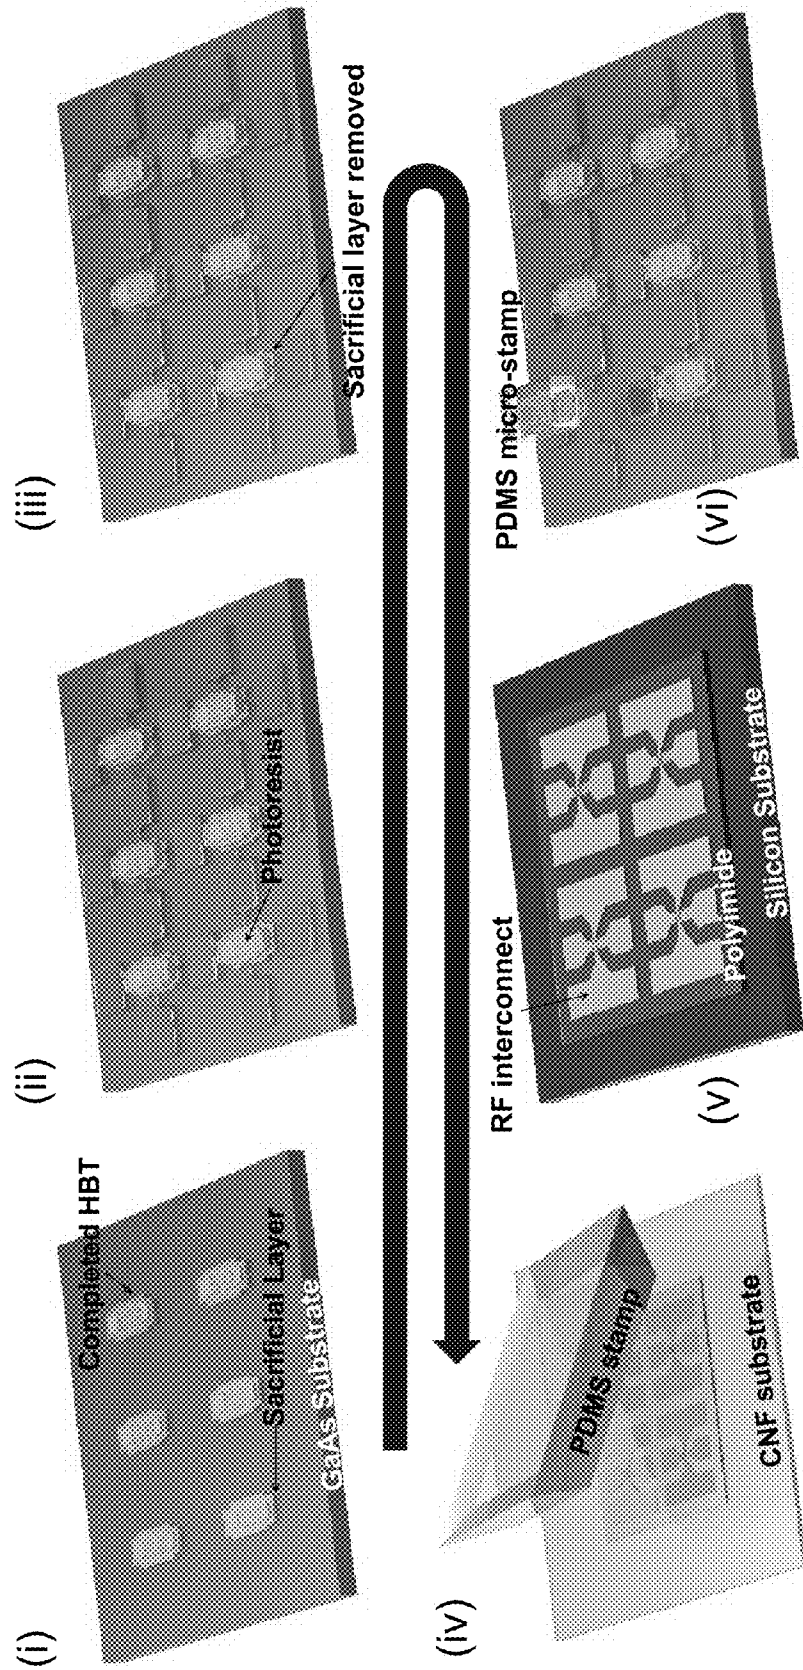 (i)
Completed HBT
Sacrificial Layer
GaAs Substrate
(ii)
Photoresist
(iii)
Sacrificial layer removed
(iv)
PDMS stamp
CNF substrate
(v)
RF interconnect
Polyimide
Silicon Substrate
(vi)
PDMS micro-stamp